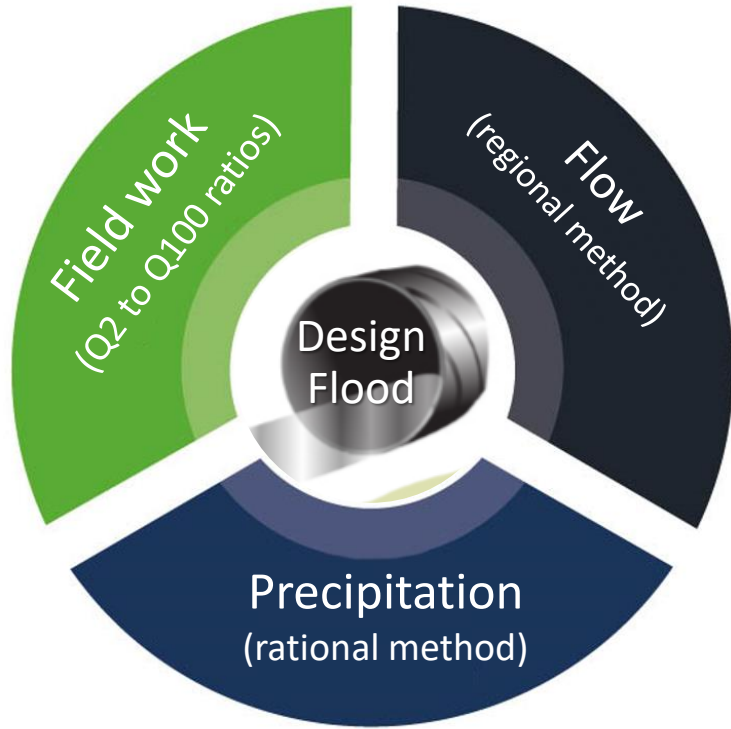 Field work
(Q2 to Q100 ratios)
Flow
(regional method)
Design
Flood
Precipitation
(rational method)